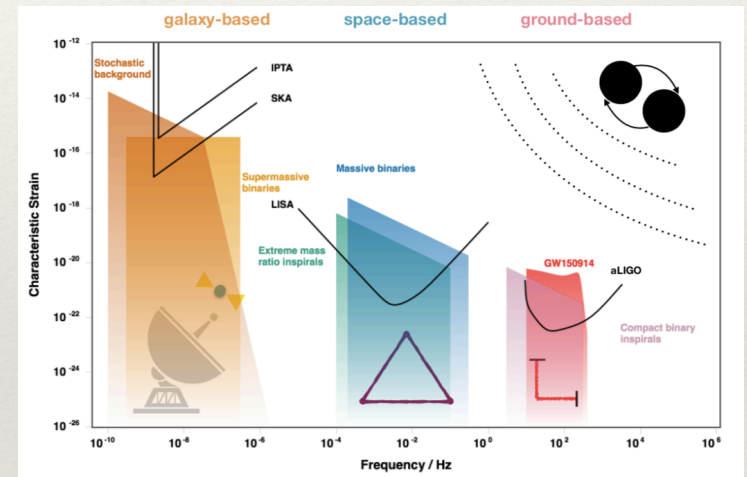 galaxy-based space-based ground-based
10 -12
10 -14
10 -16
10 -18
10 -20
10 -22
10 -24
10 -26
Characteristic Strain
Stochastic
background
IPTA
SKA
Supermassive
binaries
LISA
Massive binaries
Extreme mass
ratio inspirals
GW150914
aLIGO
Compact binary
inspirals
10 -10 10 -8 10 -6 10 -4 10 -2 10 0 10 2 10 4 10 6
Frequency / Hz